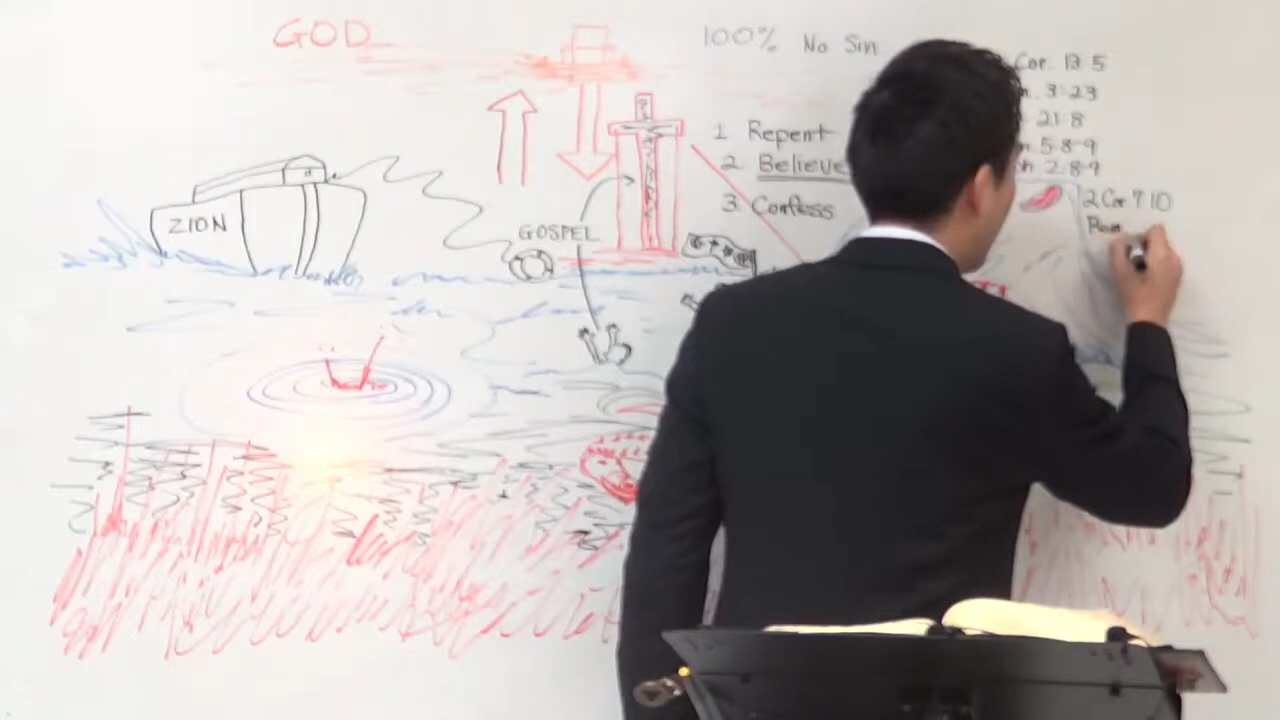 GOD
100% No Sin
Cor. 13:5
3:23
1 Repent
21:8
2 Believe
5:8-9
2:8-9
3 Confess
2 Cor 7 10
ZION
GOSPEL